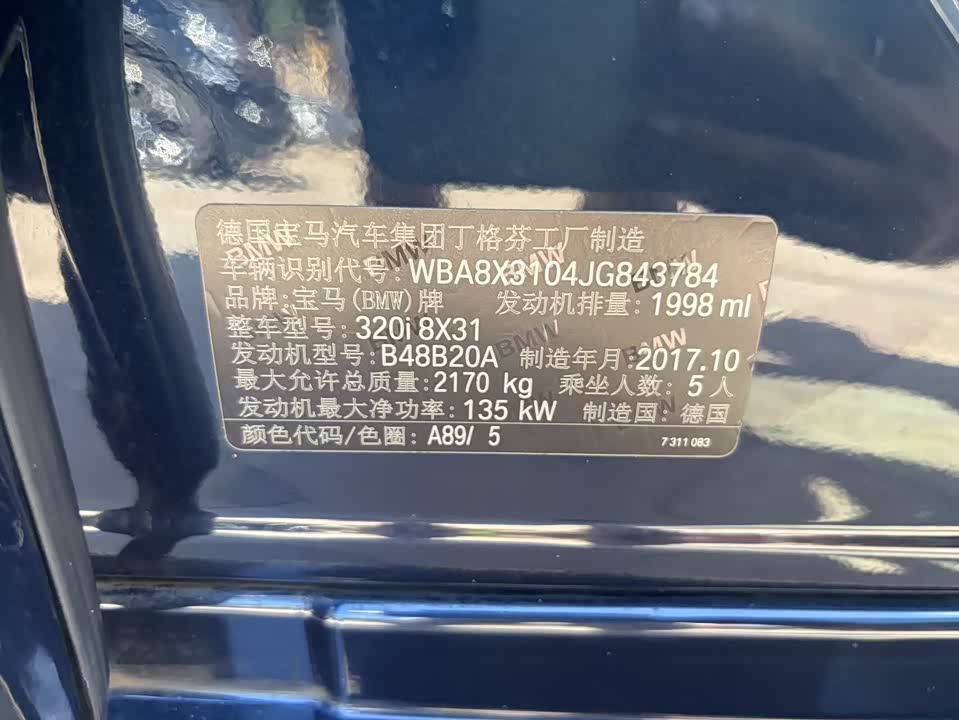 德国宝马汽车集团丁格芬工厂制造
车辆识别代号: WBA8X3104JG843784
品牌: 宝马(BMW)牌 发动机排量: 1998 ml
整车型号: 320i 8X31
发动机型号: B48B20A 制造年月: 2017.10
最大允许总质量: 2170 kg 乘坐人数: 5 人
发动机最大净功率: 135 kW 制造国: 德国
颜色代码/色圈: A89/ 5 7 311 083